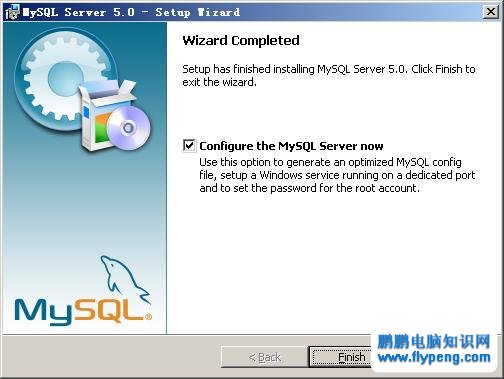 MySQL Server 5.0 - Setup Wizard
Wizard Completed
Setup has finished installing MySQL Server 5.0. Click Finish to
exit the wizard.
Configure the MySQL Server now
Use this option to generate an optimized MySQL config
file, setup a Windows service running on a dedicated port
and to set the password for the root account.
MySQL®
< Back
Finish
鹏鹏电脑知识网
www.flypeng.com